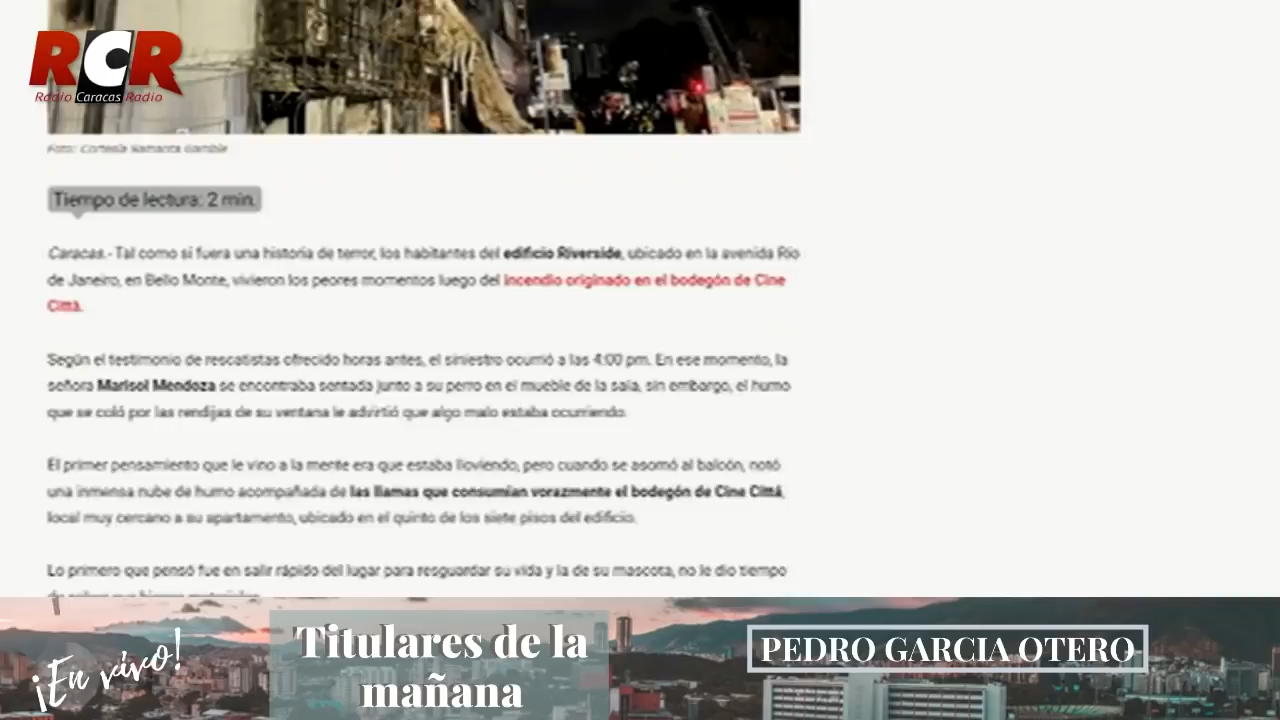 RCR
Radio Caracas Radio
Foto: Cortesía Samanta Gamble
Tiempo de lectura: 2 min.
Caracas.- Tal como si fuera una historia de terror, los habitantes del edificio Riverside, ubicado en la avenida Río
de Janeiro, en Bello Monte, vivieron los peores momentos luego del incendio originado en el bodegón de Cine
Città.
Según el testimonio de rescatistas ofrecido horas antes, el siniestro ocurrió a las 4:00 pm. En ese momento, la
señora Marisol Mendoza se encontraba sentada junto a su perro en el mueble de la sala, sin embargo, el humo
que se coló por las rendijas de su ventana le advirtió que algo malo estaba ocurriendo.
El primer pensamiento que le vino a la mente era que estaba lloviendo, pero cuando se asomó al balcón, notó
una inmensa nube de humo acompañada de las llamas que consumían vorazmente el bodegón de Cine Città,
local muy cercano a su apartamento, ubicado en el quinto de los siete pisos del edificio.
Lo primero que pensó fue en salir rápido del lugar para resguardar su vida y la de su mascota, no le dio tiempo
¡En vivo!
Titulares de la
mañana
PEDRO GARCIA OTERO